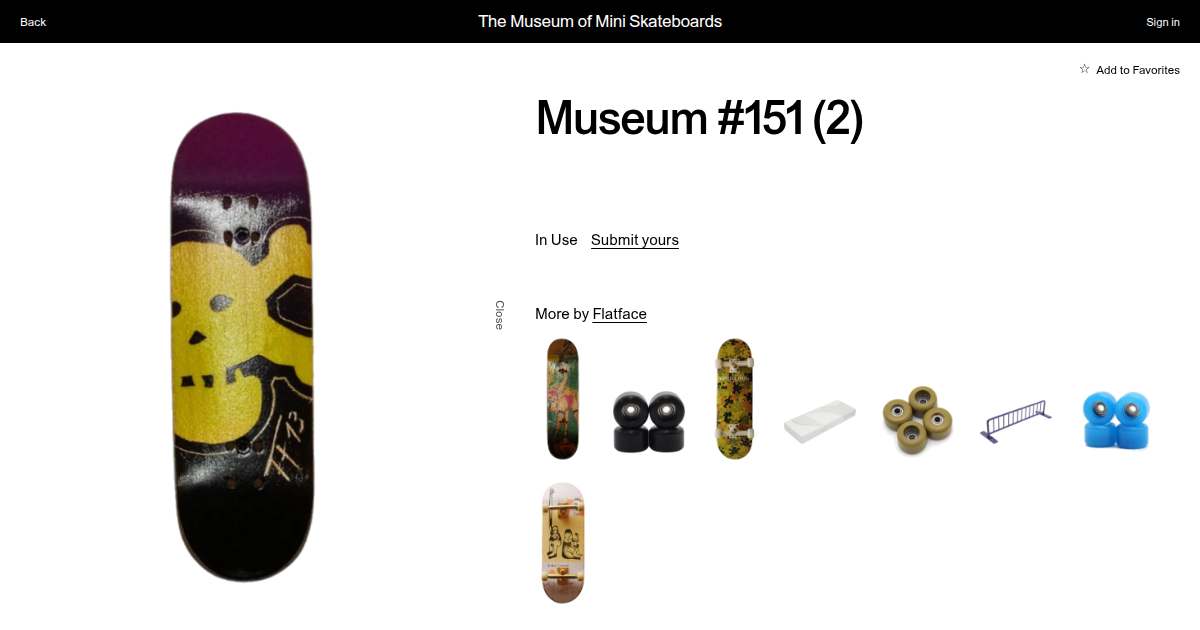 Back
The Museum of Mini Skateboards
Sign in
☆ Add to Favorites
Museum #151 (2)
In Use Submit yours
Close
More by Flatface